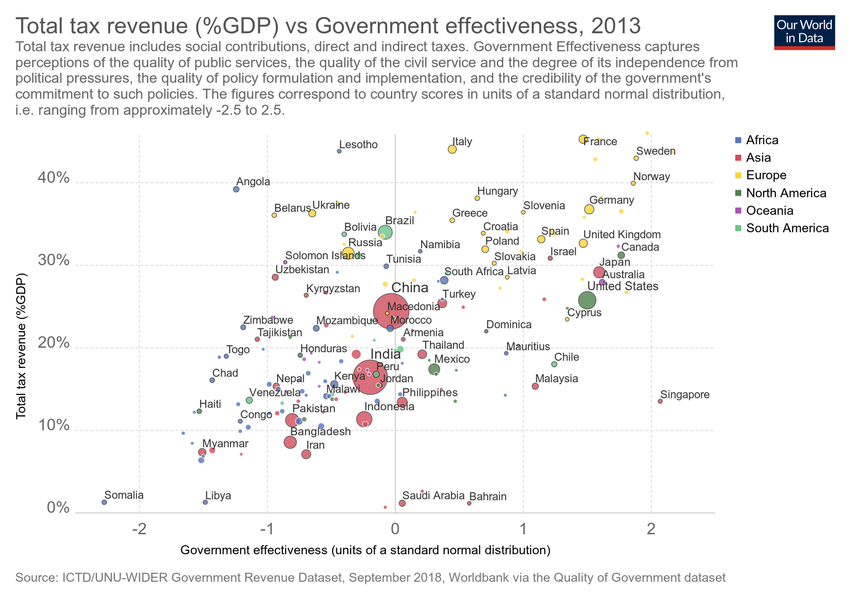 Total tax revenue (%GDP) vs Government effectiveness, 2013
Our World
in Data
Total tax revenue includes social contributions, direct and indirect taxes. Government Effectiveness captures
perceptions of the quality of public services, the quality of the civil service and the degree of its independence from
political pressures, the quality of policy formulation and implementation, and the credibility of the government's
commitment to such policies. The figures correspond to country scores in units of a standard normal distribution,
i.e. ranging from approximately -2.5 to 2.5.
Total tax revenue (%GDP)
40%
30%
20%
10%
0%
Lesotho
Italy
France
Sweden
Norway
Angola
Hungary
Germany
Belarus
Ukraine
Greece
Slovenia
Bolivia
Brazil
Croatia
Spain
United Kingdom
Russia
Namibia
Poland
Canada
Solomon Islands
Tunisia
Slovakia
Israel
Japan
Uzbekistan
South Africa
Latvia
Australia
Kyrgyzstan
China
Turkey
United States
Macedonia
Zimbabwe
Mozambique
Morocco
Dominica
Cyprus
Tajikistan
Armenia
Togo
Honduras
India
Thailand
Mauritius
Chad
Nepal
Kenya
Peru
Jordan
Mexico
Chile
Malaysia
Venezuela
Malawi
Philippines
Singapore
Haiti
Congo
Pakistan
Indonesia
Bangladesh
Myanmar
Iran
Somalia
Libya
Saudi Arabia
Bahrain
-2
-1
0
1
2
Government effectiveness (units of a standard normal distribution)
Africa
Asia
Europe
North America
Oceania
South America
Source: ICTD/UNU-WIDER Government Revenue Dataset, September 2018, Worldbank via the Quality of Government dataset